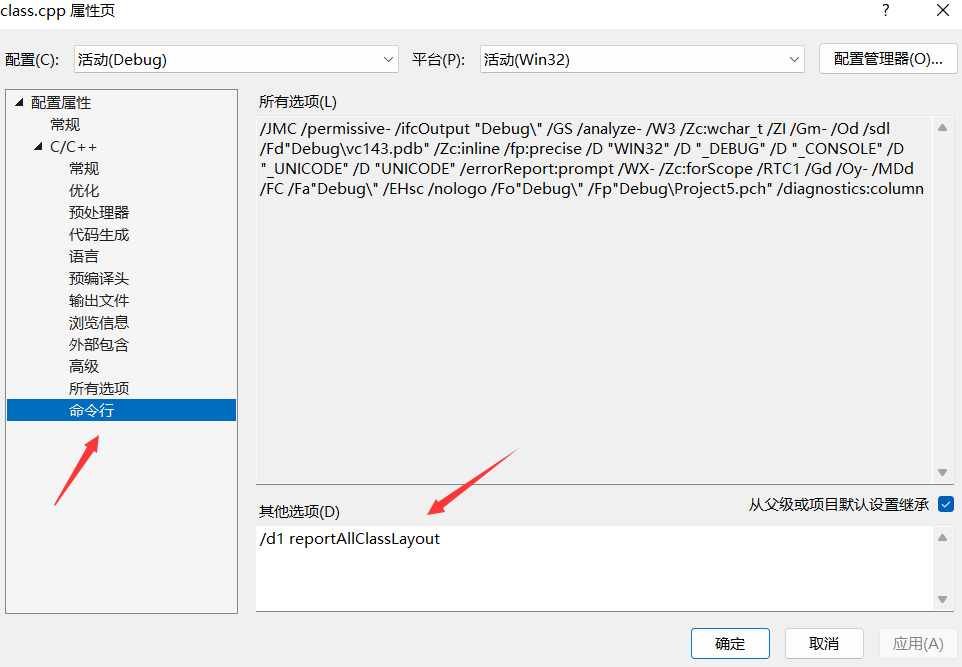 class.cpp 属性页
?
配置(C): 活动(Debug) 平台(P): 活动(Win32) 配置管理器(O)...
配置属性
常规
C/C++
常规
优化
预处理器
代码生成
语言
预编译头
输出文件
浏览信息
外部包含
高级
所有选项
命令行
所有选项(L)
/JMC /permissive- /ifcOutput "Debug\" /GS /analyze- /W3 /Zc:wchar_t /ZI /Gm- /Od /sdl
/Fd"Debug\vc143.pdb" /Zc:inline /fp:precise /D "WIN32" /D "_DEBUG" /D "_CONSOLE" /D
"_UNICODE" /D "UNICODE" /errorReport:prompt /WX- /Zc:forScope /RTC1 /Gd /Oy- /MDd
/FC /Fa"Debug\" /EHsc /nologo /Fo"Debug\" /Fp"Debug\Project5.pch" /diagnostics:column
其他选项(D)
从父级或项目默认设置继承
/d1 reportAllClassLayout
确定 取消 应用(A)